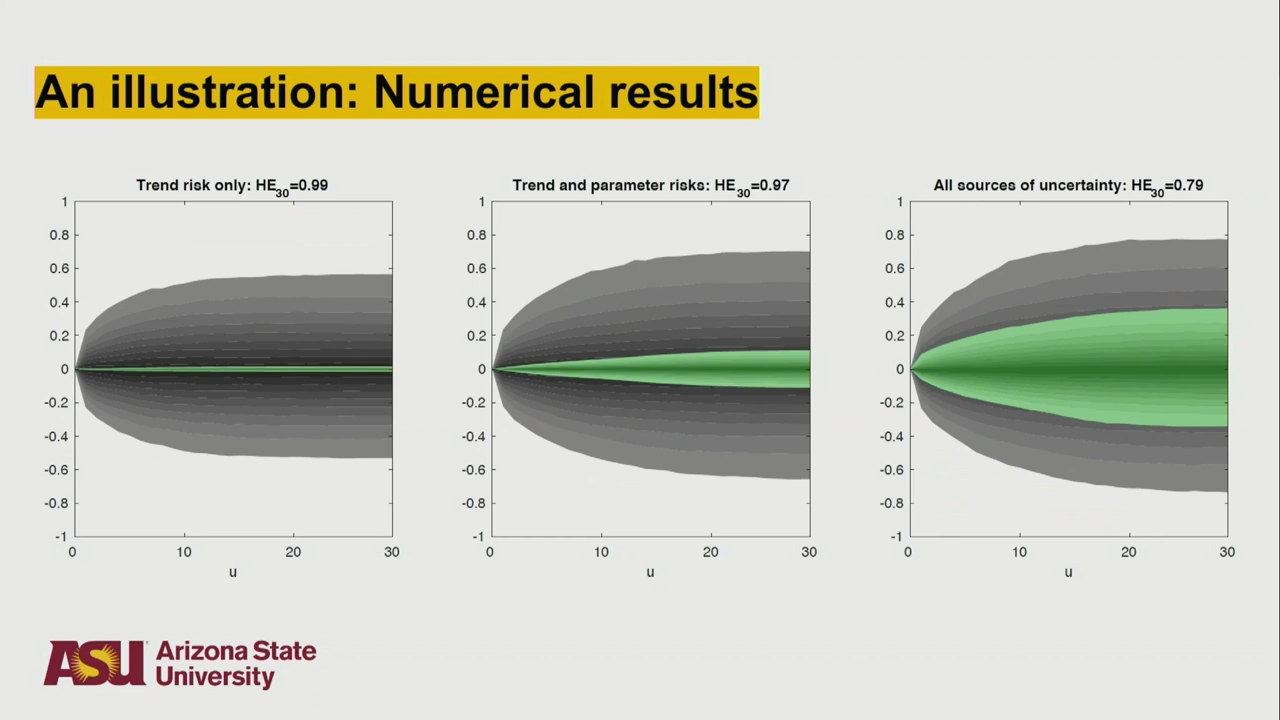 An illustration: Numerical results
Trend risk only: HE30=0.99
1
0.8
0.6
0.4
0.2
0
-0.2
-0.4
-0.6
-0.8
-1
0 10 20 30
u
Trend and parameter risks: HE30=0.97
1
0.8
0.6
0.4
0.2
0
-0.2
-0.4
-0.6
-0.8
-1
0 10 20 30
u
All sources of uncertainty: HE30=0.79
1
0.8
0.6
0.4
0.2
0
-0.2
-0.4
-0.6
-0.8
-1
0 10 20 30
u
ASU Arizona State
University